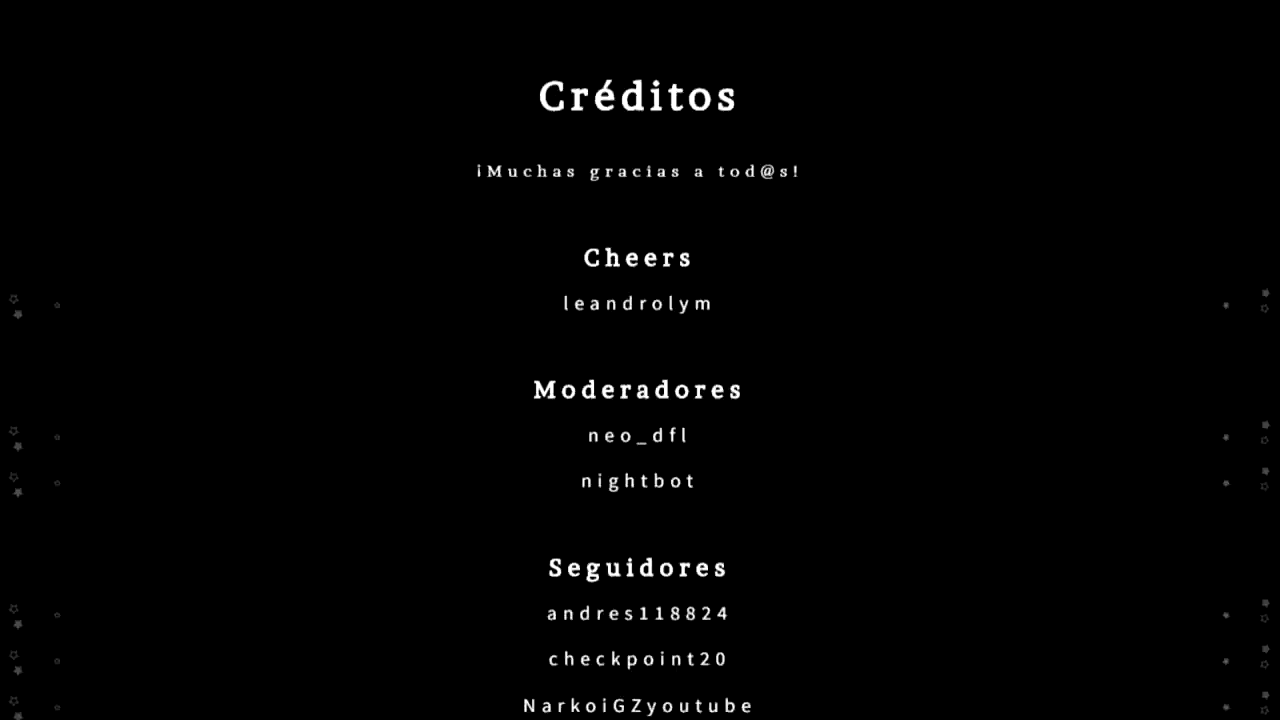 Créditos
¡Muchas gracias a tod@s!
Cheers
leandrolym
Moderadores
neo_dfl
nightbot
Seguidores
andres118824
checkpoint20
NarkoiGZyoutube